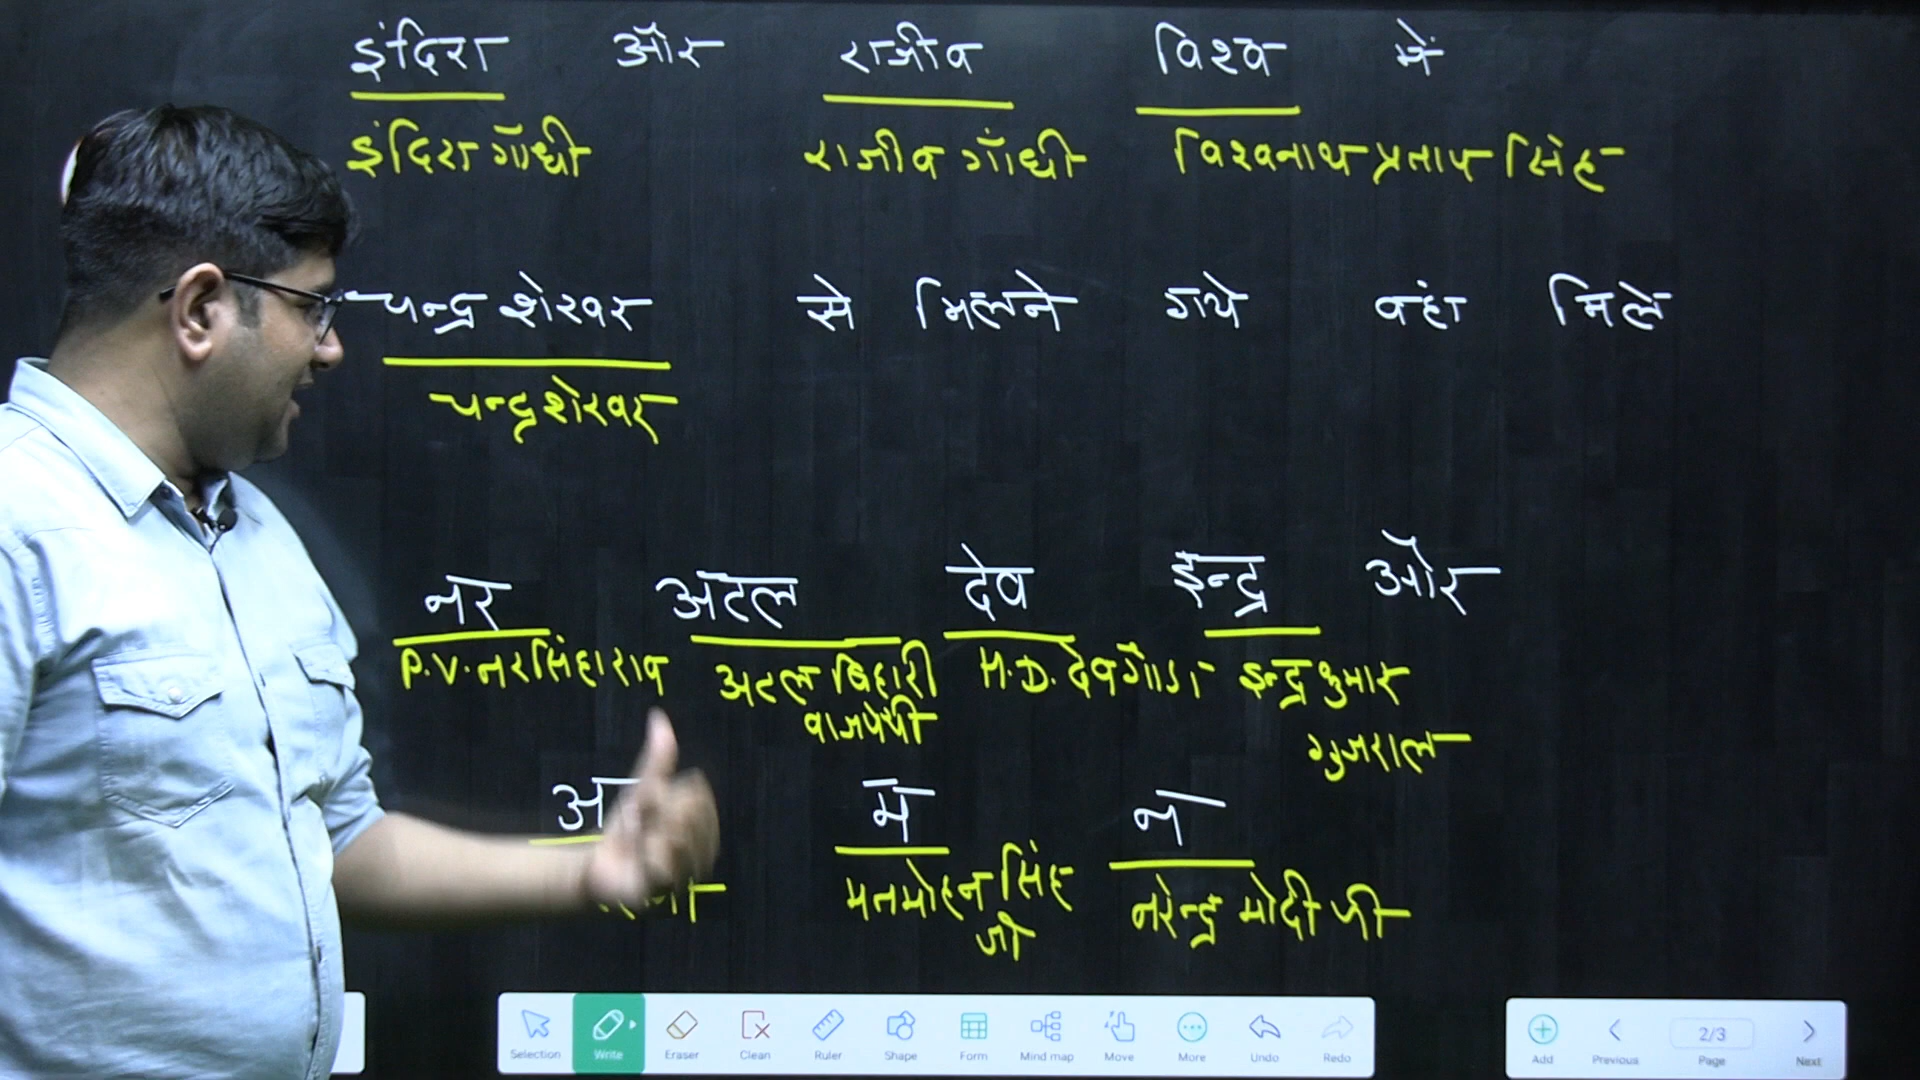 इंदिरा और राजीव विश्व में
इंदिरा गाँधी राजीव गाँधी विश्वनाथ प्रताप सिंह
चन्द्रशेखर से मिलने गये वहां मिलें
चन्द्रशेखर
नर अटल देव इन्द्र और
P.V. नरसिंहा राव अटल बिहारी H.D. देवगौडा इन्द्र कुमार
वाजपेयी गुजराल
म न
मनमोहन सिंह नरेन्द्र मोदी जी
जी
Selection Write Eraser Clean Ruler Shape Form Mind map Move More Undo Redo Add Previous 2/3 Page Next